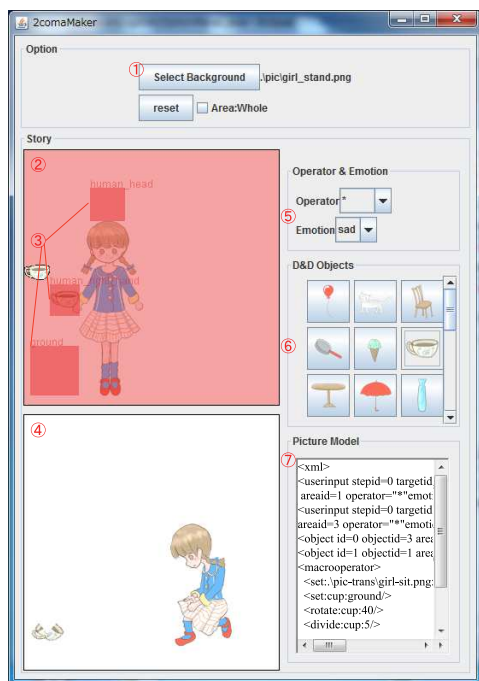 2comaMaker
Option
① Select Background .\pic\girl_stand.png
reset Area:Whole
Story
②
human_head
③
ground
④
Operator & Emotion
Operator *
⑤
Emotion sad
D&D Objects
⑥
Picture Model
⑦
<xml>
<userinput stepid=0 targetid
areaid=1 operator="*"emoti
<userinput stepid=0 targetid
areaid=3 operator="*"emoti
<object id=0 objectid=3 area
<object id=1 objectid=1 area
<macrooperator>
<set:.\pic-trans\girl-sit.png:
<set:cup:ground/>
<rotate:cup:40/>
<divide:cup:5/>